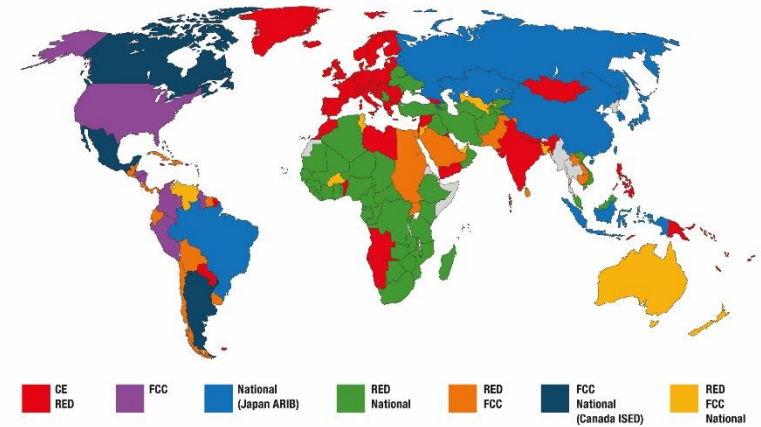 CE
RED
FCC
National
(Japan ARIB)
RED
National
RED
FCC
FCC
National
(Canada ISED)
RED
FCC
National